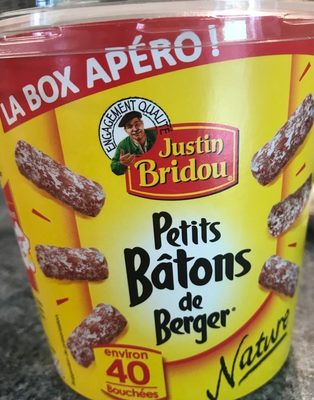 LA BOX APÉRO !
ENGAGEMENT QUALITÉ
Justin
Bridou
Petits
Bâtons
de
Berger®
Nature
environ
40
Bouchées